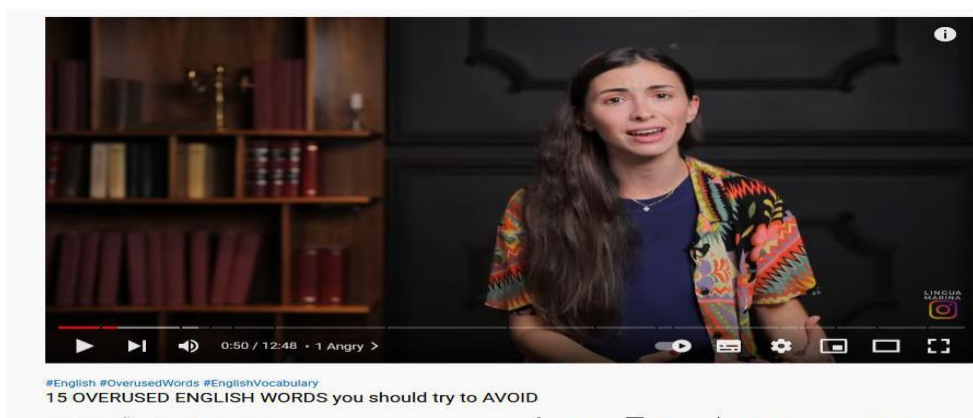 LINGUA
MARINA
0:50 / 12:48 • 1 Angry >
#English #OverusedWords #EnglishVocabulary
15 OVERUSED ENGLISH WORDS you should try to AVOID